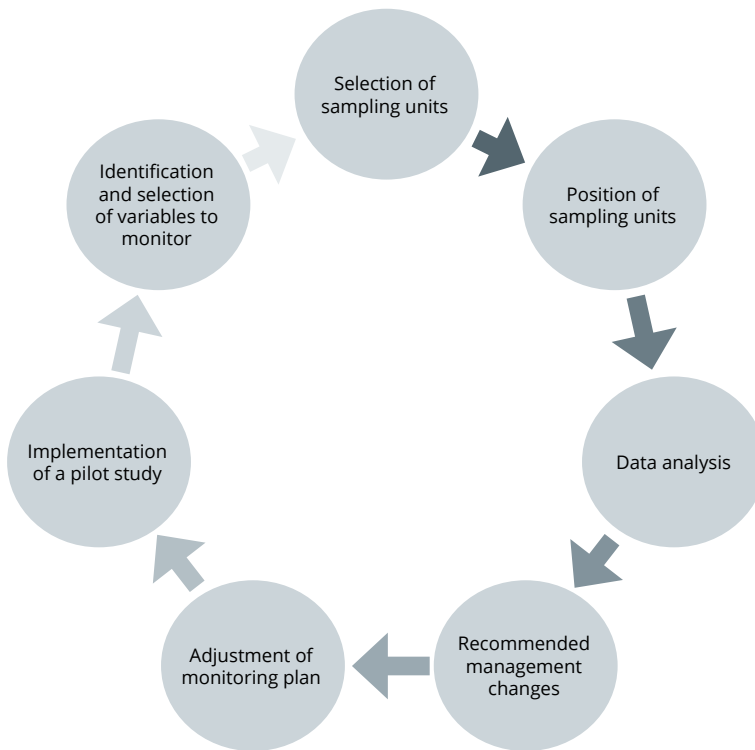 Selection of
sampling units
Position of
sampling units
Data analysis
Recommended
management
changes
Adjustment of
monitoring plan
Implementation
of a pilot study
Identification
and selection
of variables to
monitor